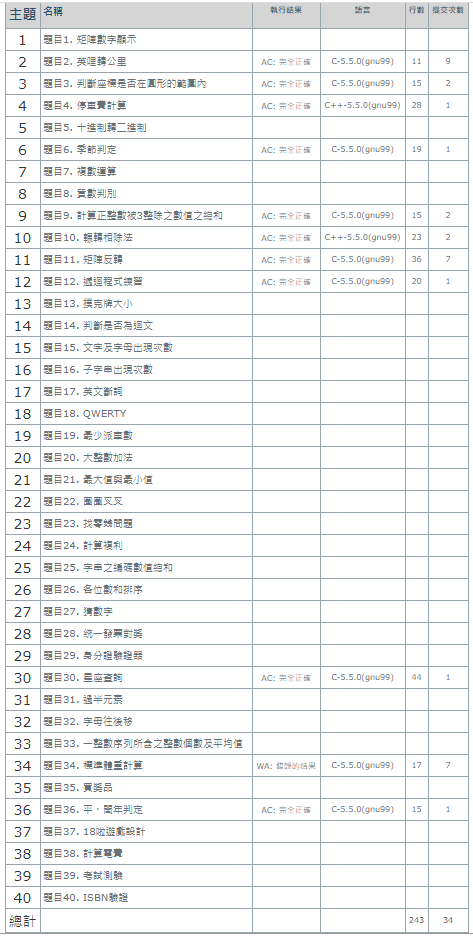 主題 名稱 執行結果 語言 行數 提交次數
1 題目1. 矩陣數字顯示
2 題目2. 英哩轉公里 AC: 完全正確 C-5.5.0(gnu99) 11 9
3 題目3. 判斷座標是否在圓形的範圍內 AC: 完全正確 C-5.5.0(gnu99) 15 2
4 題目4. 停車費計算 AC: 完全正確 C++-5.5.0(gnu99) 28 1
5 題目5. 十進制轉二進制
6 題目6. 季節判定 AC: 完全正確 C-5.5.0(gnu99) 19 1
7 題目7. 複數運算
8 題目8. 質數判別
9 題目9. 計算正整數被3整除之數值之總和 AC: 完全正確 C-5.5.0(gnu99) 15 2
10 題目10. 輾轉相除法 AC: 完全正確 C++-5.5.0(gnu99) 23 2
11 題目11. 矩陣反轉 AC: 完全正確 C-5.5.0(gnu99) 36 7
12 題目12. 遞迴程式練習 AC: 完全正確 C-5.5.0(gnu99) 20 1
13 題目13. 撲克牌大小
14 題目14. 判斷是否為迴文
15 題目15. 文字及字母出現次數
16 題目16. 子字串出現次數
17 題目17. 英文斷詞
18 題目18. QWERTY
19 題目19. 最少派車數
20 題目20. 大整數加法
21 題目21. 最大值與最小值
22 題目22. 圈圈叉叉
23 題目23. 找零錢問題
24 題目24. 計算複利
25 題目25. 字串之編碼數值總和
26 題目26. 各位數和排序
27 題目27. 猜數字
28 題目28. 統一發票對獎
29 題目29. 身分證驗證器
30 題目30. 星座查詢 AC: 完全正確 C-5.5.0(gnu99) 44 1
31 題目31. 過半元素
32 題目32. 字母往後移
33 題目33. 一整數序列所含之整數個數及平均值
34 題目34. 標準體重計算 WA: 錯誤的結果 C-5.5.0(gnu99) 17 7
35 題目35. 買獎品
36 題目36. 平、閏年判定 AC: 完全正確 C-5.5.0(gnu99) 15 1
37 題目37. 18啦遊戲設計
38 題目38. 計算電費
39 題目39. 考試測驗
40 題目40. ISBN驗證
總計 243 34